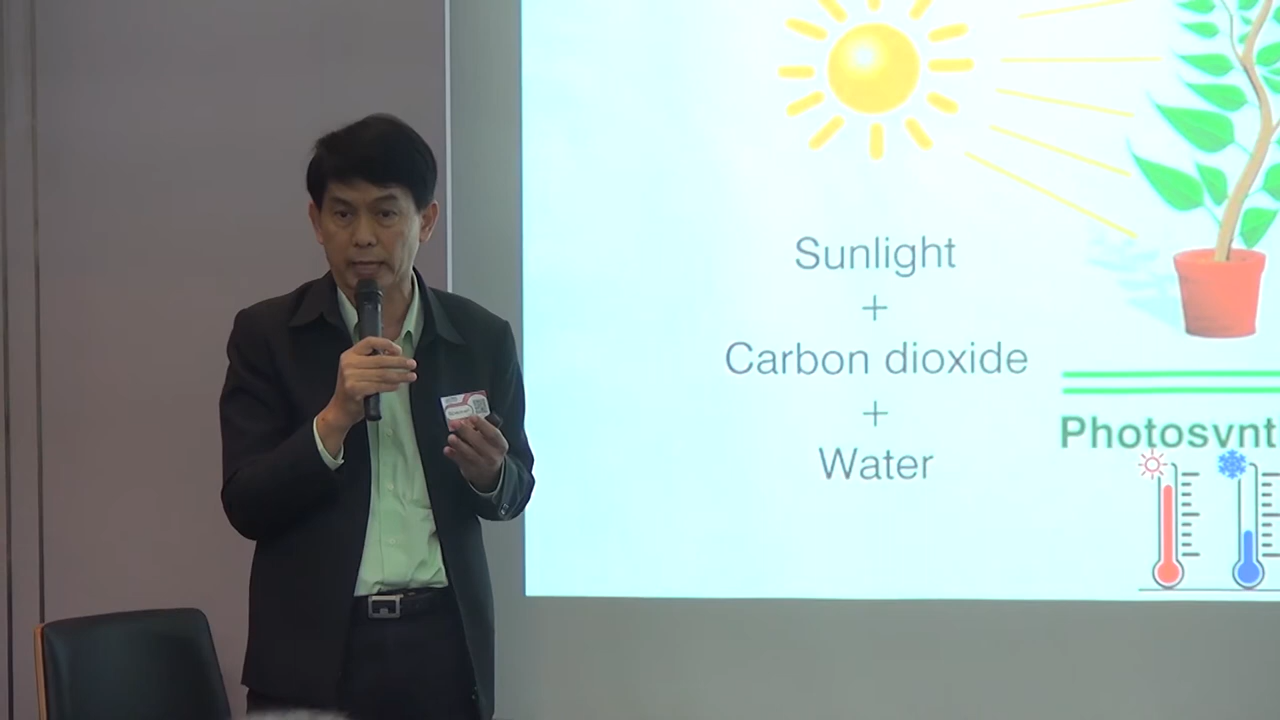 Sunlight
+
Carbon dioxide
+
Water
Photosynt